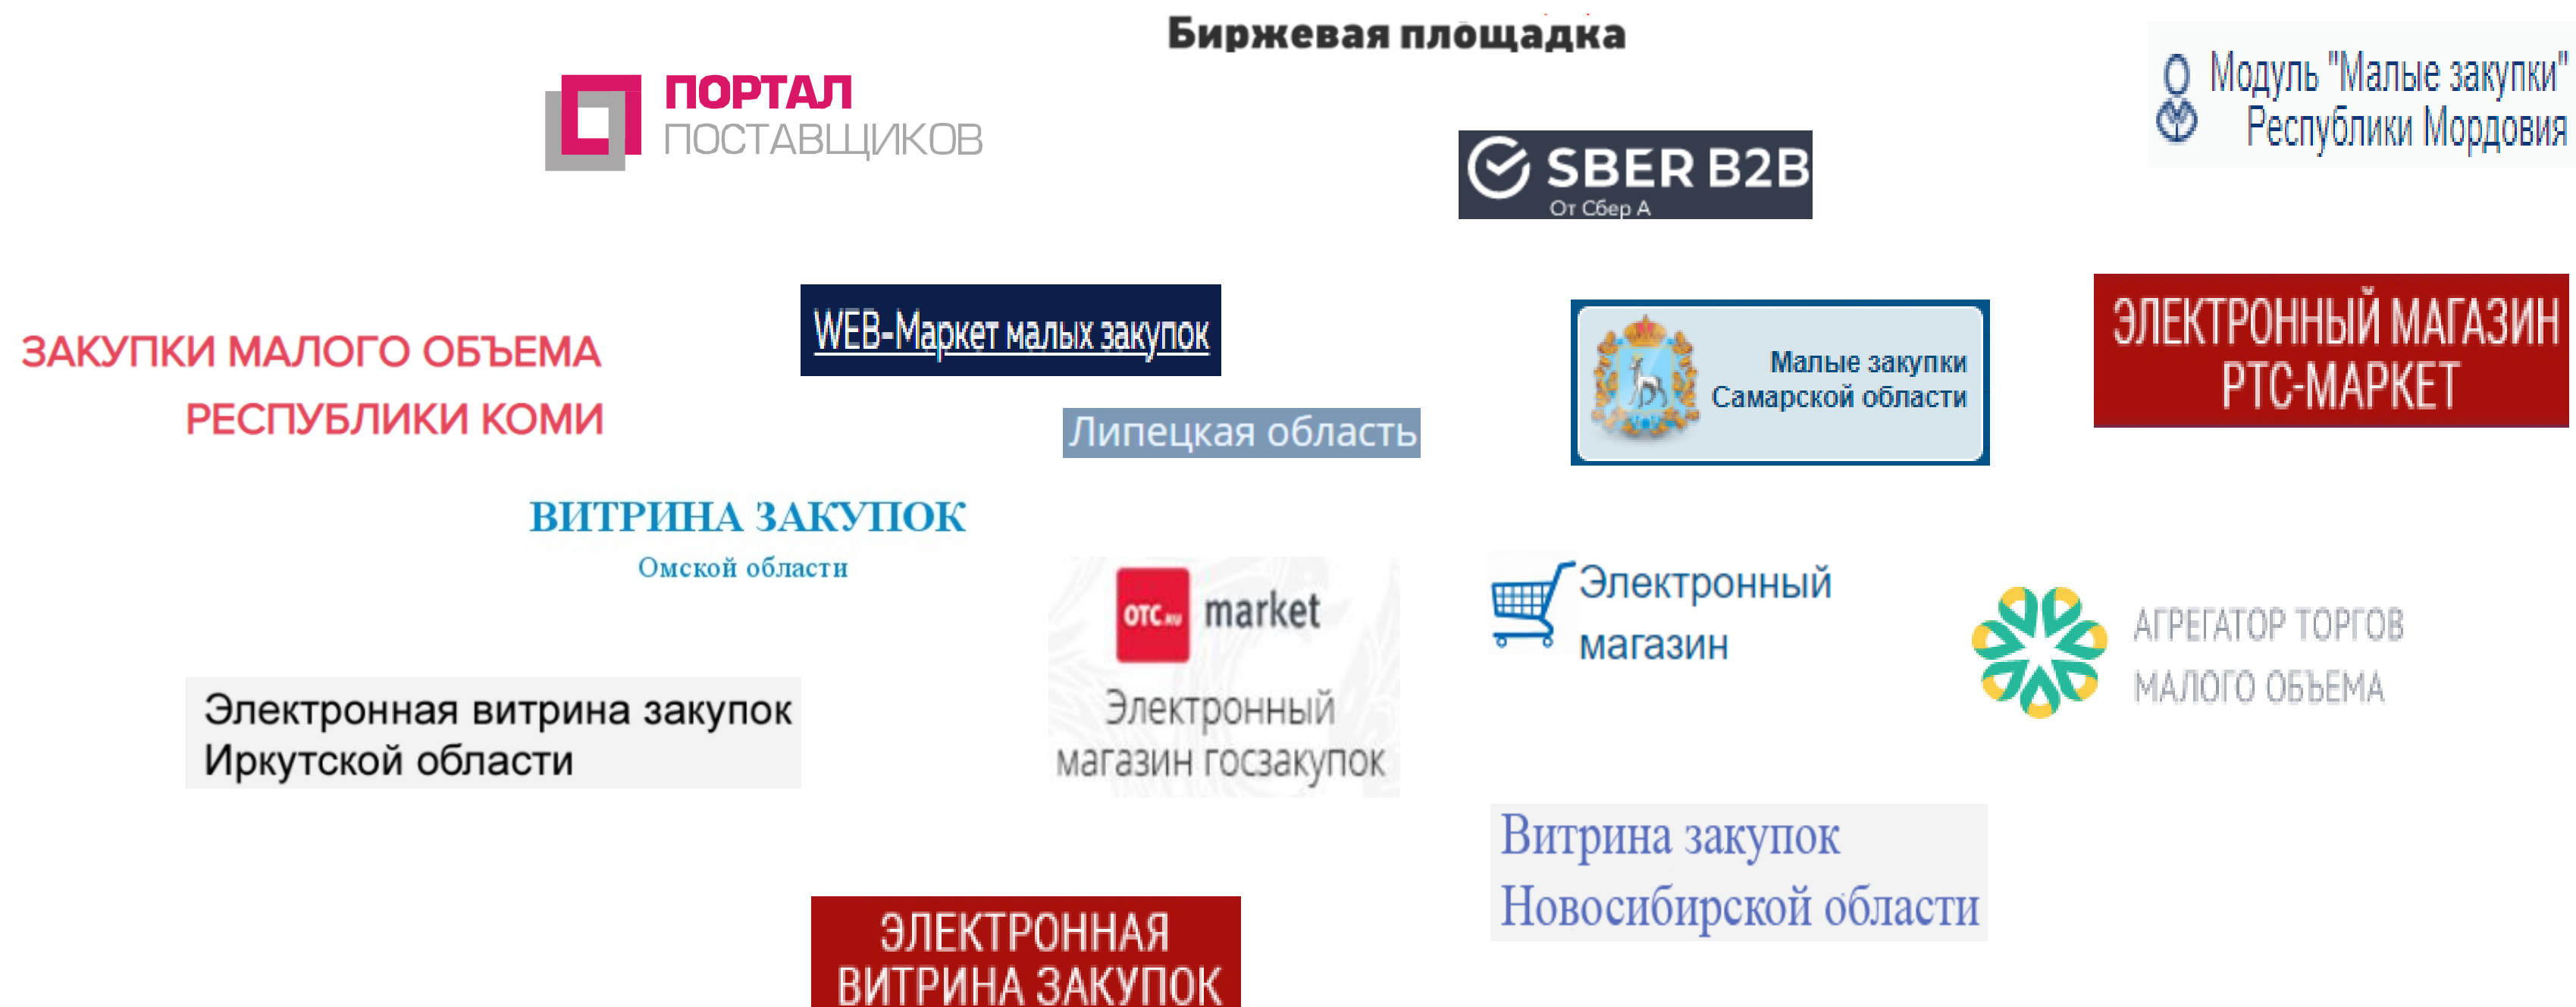 Биржевая площадка
ПОРТАЛ
ПОСТАВЩИКОВ
SBER B2B
От Сбер А
Модуль "Малые закупки"
Республики Мордовия
ЗАКУПКИ МАЛОГО ОБЪЕМА
РЕСПУБЛИКИ КОМИ
WEB-Маркет малых закупок
Липецкая область
Малые закупки
Самарской области
ЭЛЕКТРОННЫЙ МАГАЗИН
РТС-МАРКЕТ
ВИТРИНА ЗАКУПОК
Омской области
OTC.RU market
Электронный
магазин госзакупок
Электронный
магазин
АГРЕГАТОР ТОРГОВ
МАЛОГО ОБЪЕМА
Электронная витрина закупок
Иркутской области
Витрина закупок
Новосибирской области
ЭЛЕКТРОННАЯ
ВИТРИНА ЗАКУПОК